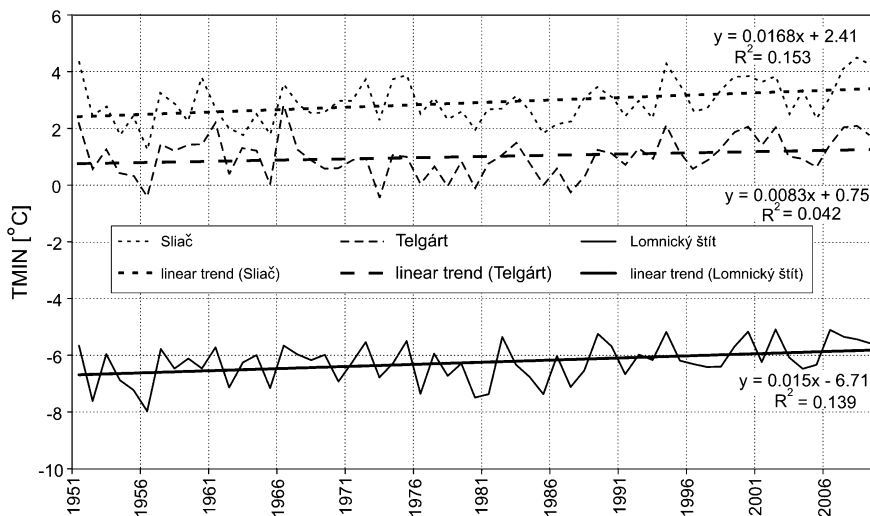 6
y = 0.0168x + 2.41
R2 = 0.153
4
2
0
y = 0.0083x + 0.75
R2 = 0.042
-2
Sliač Telgárt Lomnický štít
linear trend (Sliač) linear trend (Telgárt) linear trend (Lomnický štít)
-4
-6
y = 0.015x - 6.71
R2 = 0.139
-8
-10
TMIN [°C]
1951 1956 1961 1966 1971 1976 1981 1986 1991 1996 2001 2006